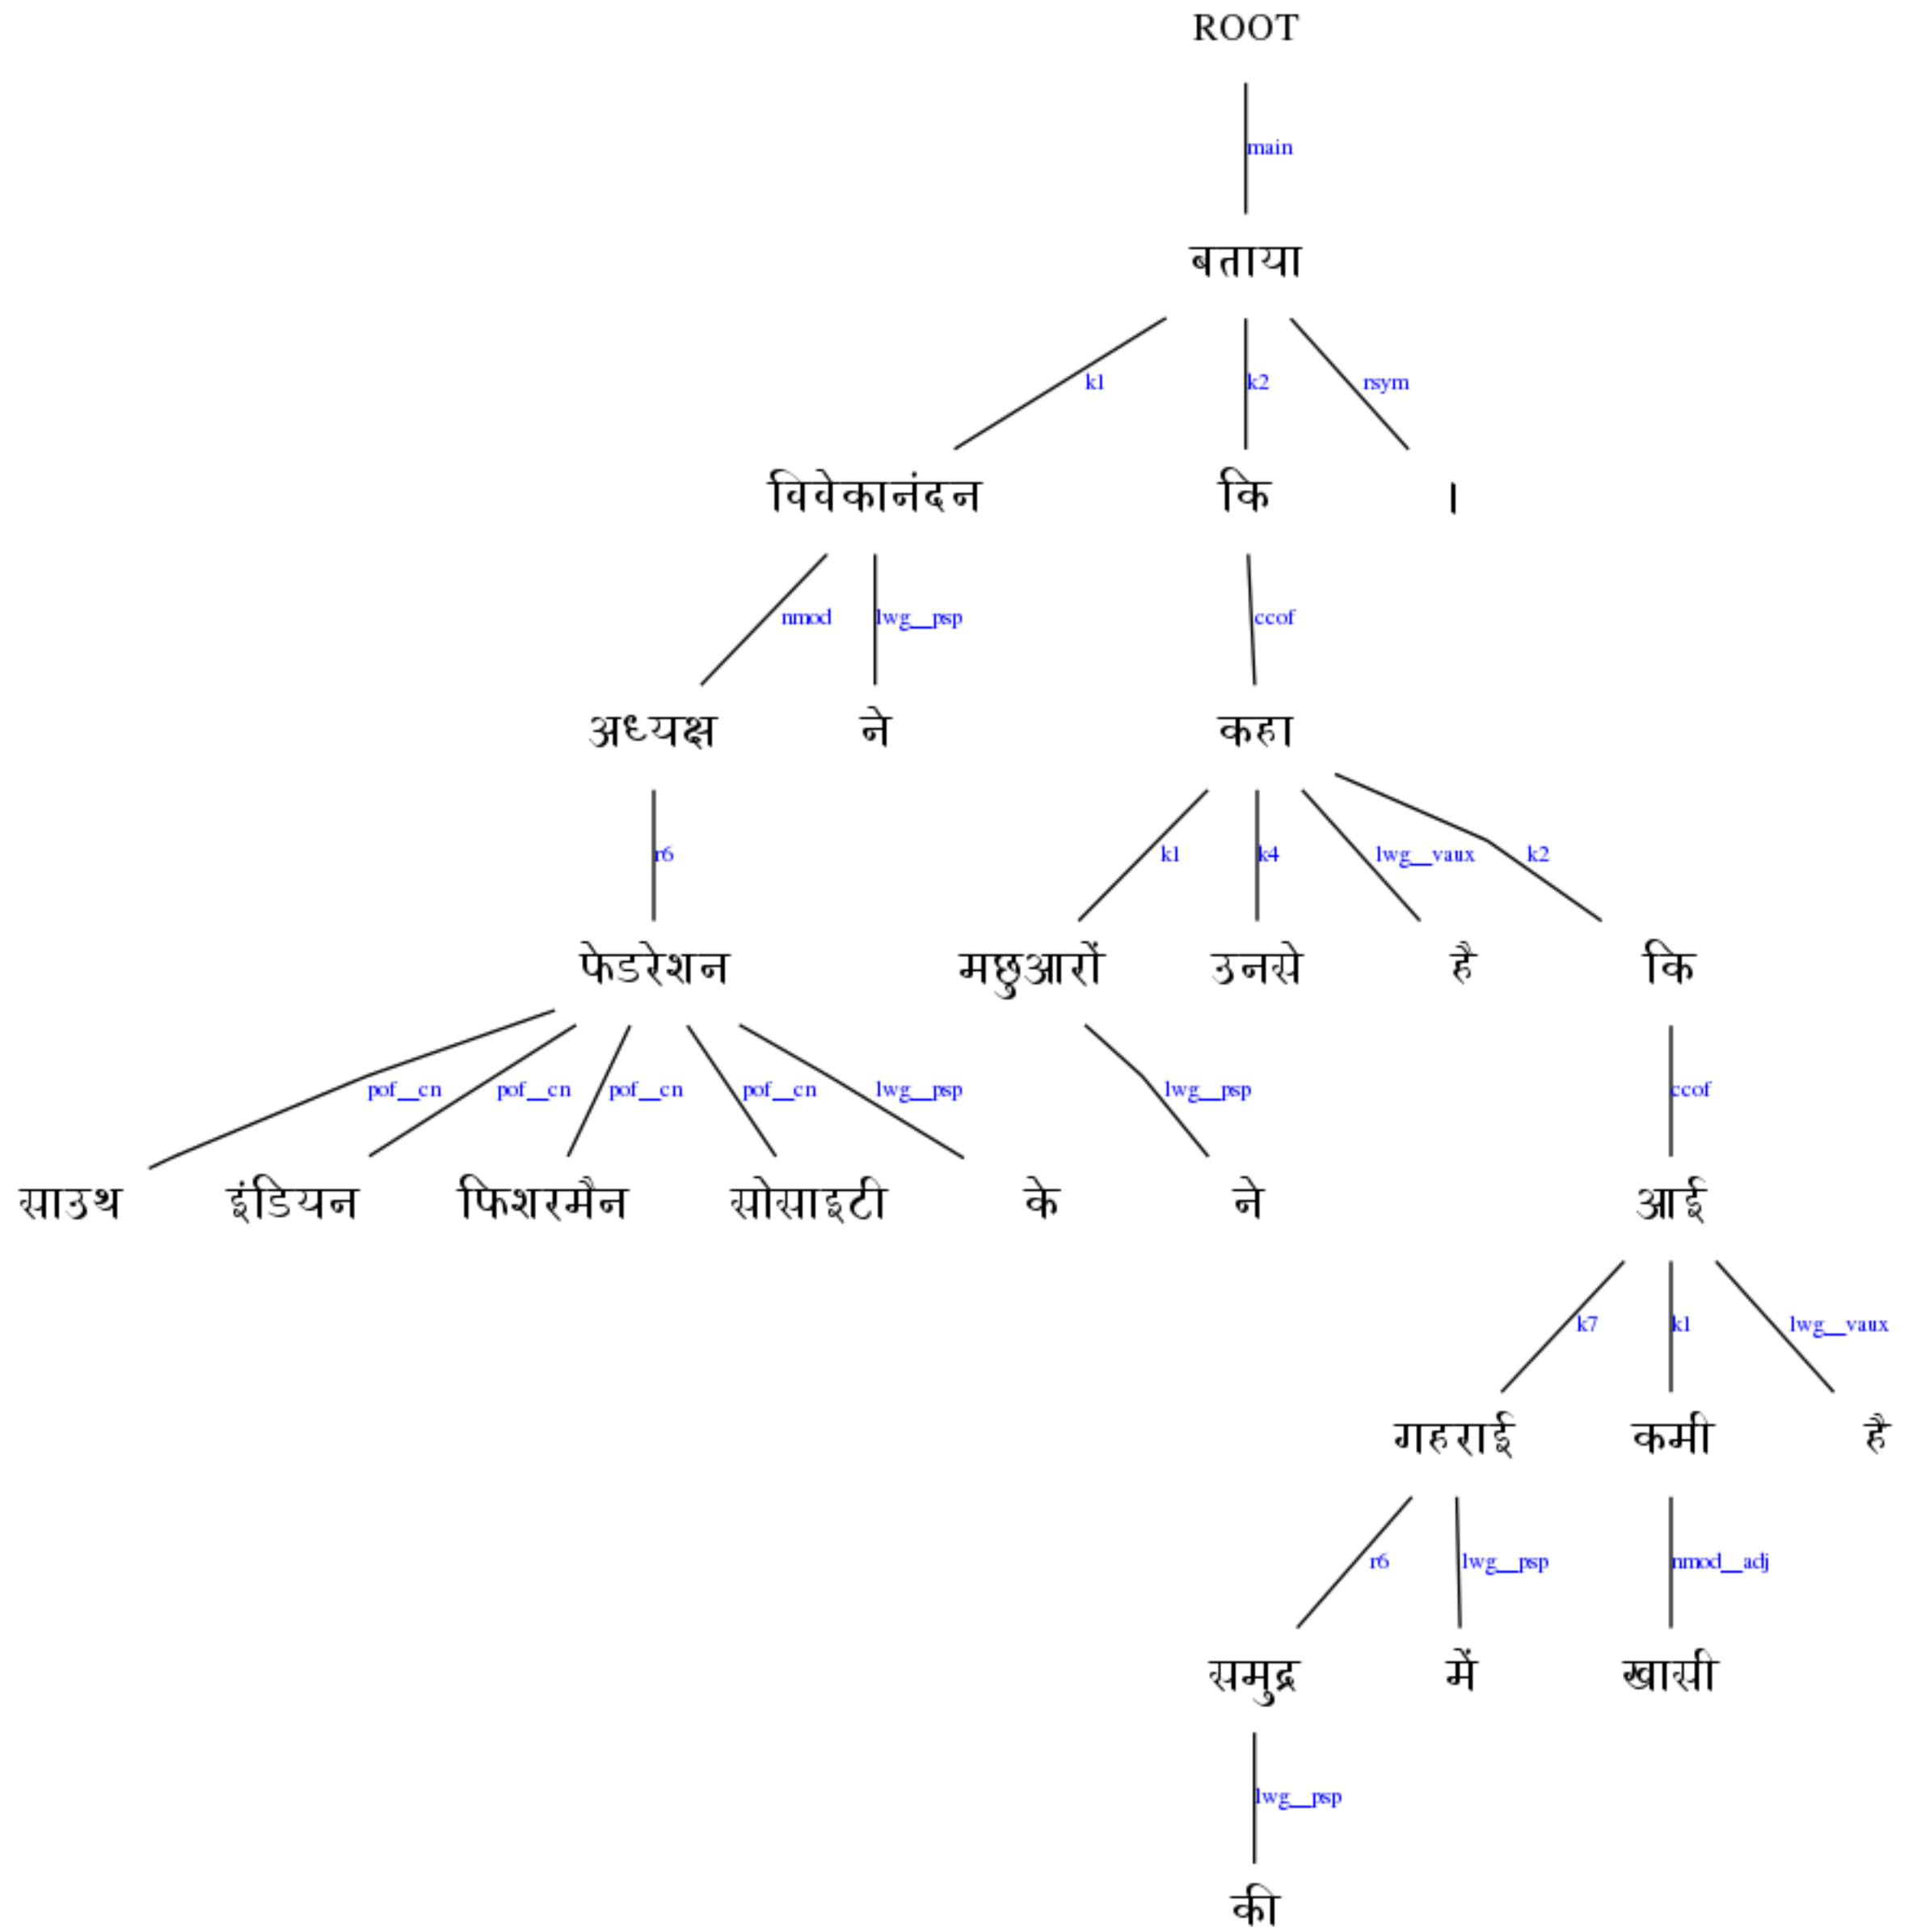 ROOT
main
बताया
k1 k2 rsym
विवेकानंदन कि ।
nmod lwg__psp ccof
अध्यक्ष ने कहा
r6 k1 k4 lwg__vaux k2
फेडरेशन मछुआरों उनसे है कि
pof__cn pof__cn pof__cn pof__cn lwg__psp lwg__psp ccof
साउथ इंडियन फिशरमैन सोसाइटी के ने आई
k7 k1 lwg__vaux
गहराई कमी है
r6 lwg__psp nmod__adj
समुद्र में खासी
lwg__psp
की